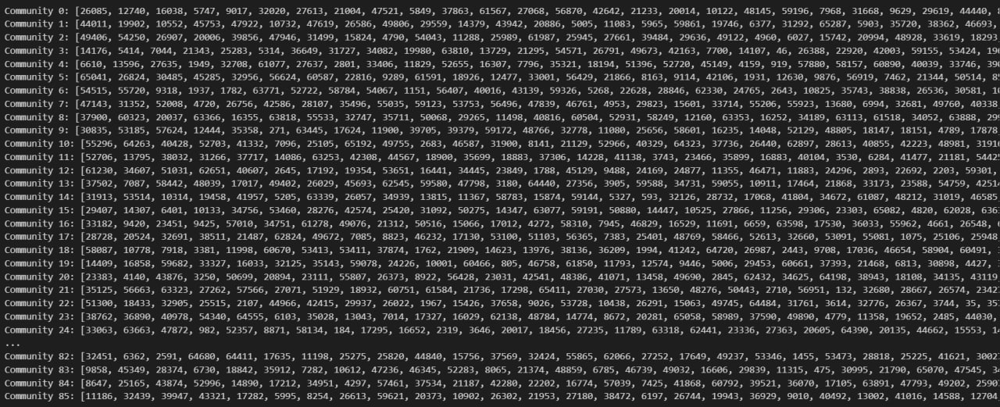 Community 0: [26085, 12740, 16038, 5747, 9017, 32020, 27613, 21004, 47521, 5849, 37863, 61567, 27068, 56870, 42642, 21233, 20014, 10122, 48145, 59196, 7968, 31668, 9629, 29619, 44440,
Community 1: [44011, 19902, 10552, 45753, 47922, 10732, 47619, 26586, 49806, 29559, 14379, 43942, 20886, 5005, 11083, 5965, 59861, 19746, 6377, 31292, 65287, 5903, 35720, 38362, 46693,
Community 2: [49406, 54250, 26907, 20006, 39856, 47946, 31499, 15824, 4790, 54043, 11288, 25989, 61987, 25945, 27661, 39484, 29636, 49122, 4960, 6027, 15742, 20994, 48928, 33619, 18293
Community 3: [14176, 5414, 7044, 21343, 25283, 5314, 36649, 31727, 34082, 19980, 63810, 13729, 21295, 54571, 26791, 49673, 42163, 7700, 14107, 46, 26388, 22920, 42003, 59155, 53424, 196
Community 4: [6610, 13596, 27635, 1949, 32708, 61077, 27637, 2801, 33406, 11829, 52655, 16307, 7796, 35321, 18194, 51396, 52720, 45149, 4159, 919, 57880, 58157, 60890, 40039, 33746, 390
Community 5: [65041, 26824, 30485, 45285, 32956, 56624, 60587, 22816, 9289, 61591, 18926, 12477, 33001, 56429, 21866, 8163, 9114, 42106, 1931, 12630, 9876, 56919, 7462, 21344, 50514, 85
Community 6: [54515, 55720, 9318, 1937, 1782, 63771, 52722, 58784, 54067, 1151, 56407, 40016, 43139, 59326, 5268, 22628, 28846, 62330, 24765, 2643, 10825, 35743, 38838, 26536, 30581, 16
Community 7: [47143, 31352, 52008, 4720, 26756, 42586, 28107, 35496, 55035, 59123, 53753, 56496, 47839, 46761, 4953, 29823, 15601, 33714, 55206, 55923, 13680, 6994, 32681, 49760, 40338
Community 8: [37900, 60323, 20037, 63366, 16355, 63818, 55533, 32747, 35711, 50068, 29265, 11498, 40816, 60504, 52931, 58249, 12160, 63353, 16252, 34189, 63113, 61518, 34052, 63888, 299
Community 9: [30835, 53185, 57624, 12444, 35358, 271, 63445, 17624, 11900, 39705, 39379, 59172, 48766, 32778, 11080, 25656, 58601, 16235, 14048, 52129, 48805, 18147, 18151, 4789, 17878
Community 10: [55296, 64263, 40428, 52703, 41332, 7096, 25105, 65192, 49755, 2683, 46587, 31900, 8141, 21129, 52966, 40329, 64323, 37736, 26440, 62897, 28613, 40855, 42223, 48981, 31916
Community 11: [52706, 13795, 38032, 31266, 37717, 14086, 63253, 42308, 44567, 18900, 35699, 18883, 37306, 14228, 41138, 3743, 23466, 35899, 16883, 40104, 3530, 6284, 41477, 21181, 54425
Community 12: [61230, 34607, 51031, 62651, 40607, 2645, 17192, 19354, 53651, 16441, 34445, 23849, 1788, 45129, 9488, 24169, 24877, 11355, 46471, 11883, 24296, 2893, 22692, 2203, 59301,
Community 13: [37502, 7087, 58442, 48039, 17017, 49402, 26029, 45693, 62545, 59580, 47798, 3180, 64440, 27356, 3905, 59588, 34731, 59055, 10911, 17464, 21868, 33173, 23588, 54759, 42514
Community 14: [31913, 53514, 10314, 19458, 41957, 5205, 63339, 26057, 34939, 13815, 11367, 58783, 15874, 59144, 5327, 593, 32126, 28732, 17068, 41804, 34672, 61087, 48212, 31019, 46585
Community 15: [29407, 14307, 6401, 10133, 34756, 53460, 28276, 42574, 25420, 31092, 50275, 14347, 63077, 59191, 50880, 14447, 10525, 27866, 11256, 29306, 23303, 65082, 4820, 62028, 636
Community 16: [33182, 9420, 23451, 9425, 57010, 34751, 61278, 49076, 21312, 50516, 15066, 17012, 4272, 58310, 7945, 46829, 16529, 11691, 6659, 63598, 17530, 36033, 55962, 4661, 26548, 6
Community 17: [28728, 20524, 32691, 38511, 21487, 62824, 49672, 7085, 8823, 46232, 17130, 53100, 51103, 56365, 7383, 25401, 48769, 58466, 52613, 32660, 53091, 55081, 1075, 25106, 25948
Community 18: [58087, 10778, 7918, 3381, 11998, 60670, 53413, 53411, 37874, 1762, 21909, 14623, 13976, 38136, 36209, 1994, 41242, 64720, 26987, 2443, 9708, 17036, 46654, 58904, 60491,
Community 19: [14409, 16858, 59682, 33327, 16033, 32125, 35143, 59078, 24226, 10001, 60466, 805, 46758, 61850, 11793, 12574, 9446, 5006, 29453, 60661, 37393, 21468, 6813, 30898, 4427,
Community 20: [23383, 4140, 43876, 3250, 50699, 20894, 23111, 55807, 26373, 8922, 56428, 23031, 42541, 48386, 41071, 13458, 49690, 2845, 62432, 34625, 64198, 38943, 18108, 34135, 43119
Community 21: [35125, 56663, 63323, 27262, 57566, 27071, 51929, 18932, 60751, 61584, 21736, 17298, 65411, 27030, 27573, 13650, 48276, 50443, 2710, 56951, 132, 32680, 28667, 26574, 2342
Community 22: [51300, 18433, 32905, 25515, 2107, 44966, 42415, 29937, 26022, 1967, 15426, 37658, 9026, 53728, 10438, 26291, 15063, 49745, 64484, 31761, 3614, 32776, 26367, 3744, 35, 357
Community 23: [38762, 36890, 40978, 54340, 64555, 6103, 35028, 13043, 7014, 17327, 16029, 62138, 48784, 14774, 8672, 20281, 65058, 58989, 37590, 49890, 4779, 11358, 19652, 2485, 44030,
Community 24: [33063, 63663, 47872, 982, 52357, 8871, 58134, 184, 17295, 16652, 2319, 3646, 20017, 18456, 27235, 11789, 63318, 62441, 23336, 27363, 20605, 64390, 20135, 44662, 15553, 14
...
Community 82: [32451, 6362, 2591, 64680, 64411, 17635, 11198, 25275, 25820, 44840, 15756, 37569, 32424, 55865, 62066, 27252, 17649, 49237, 53346, 1455, 53473, 28818, 25225, 41621, 30027
Community 83: [9858, 45349, 28374, 6730, 18842, 35912, 7282, 10612, 47236, 46345, 52283, 8065, 21374, 48859, 6785, 46739, 49032, 16606, 29839, 11315, 475, 30995, 21790, 65070, 47545, 34
Community 84: [8647, 25165, 43874, 52996, 14890, 17212, 34951, 4297, 57461, 37534, 21187, 42280, 22202, 16774, 57039, 7425, 41868, 60792, 39521, 36070, 17105, 63891, 47793, 49202, 25907
Community 85: [11186, 32439, 39947, 43321, 17282, 5995, 8254, 26613, 59621, 20373, 10902, 26302, 21953, 27180, 38472, 6197, 26744, 19943, 36929, 9010, 40492, 13002, 41016, 14588, 12704